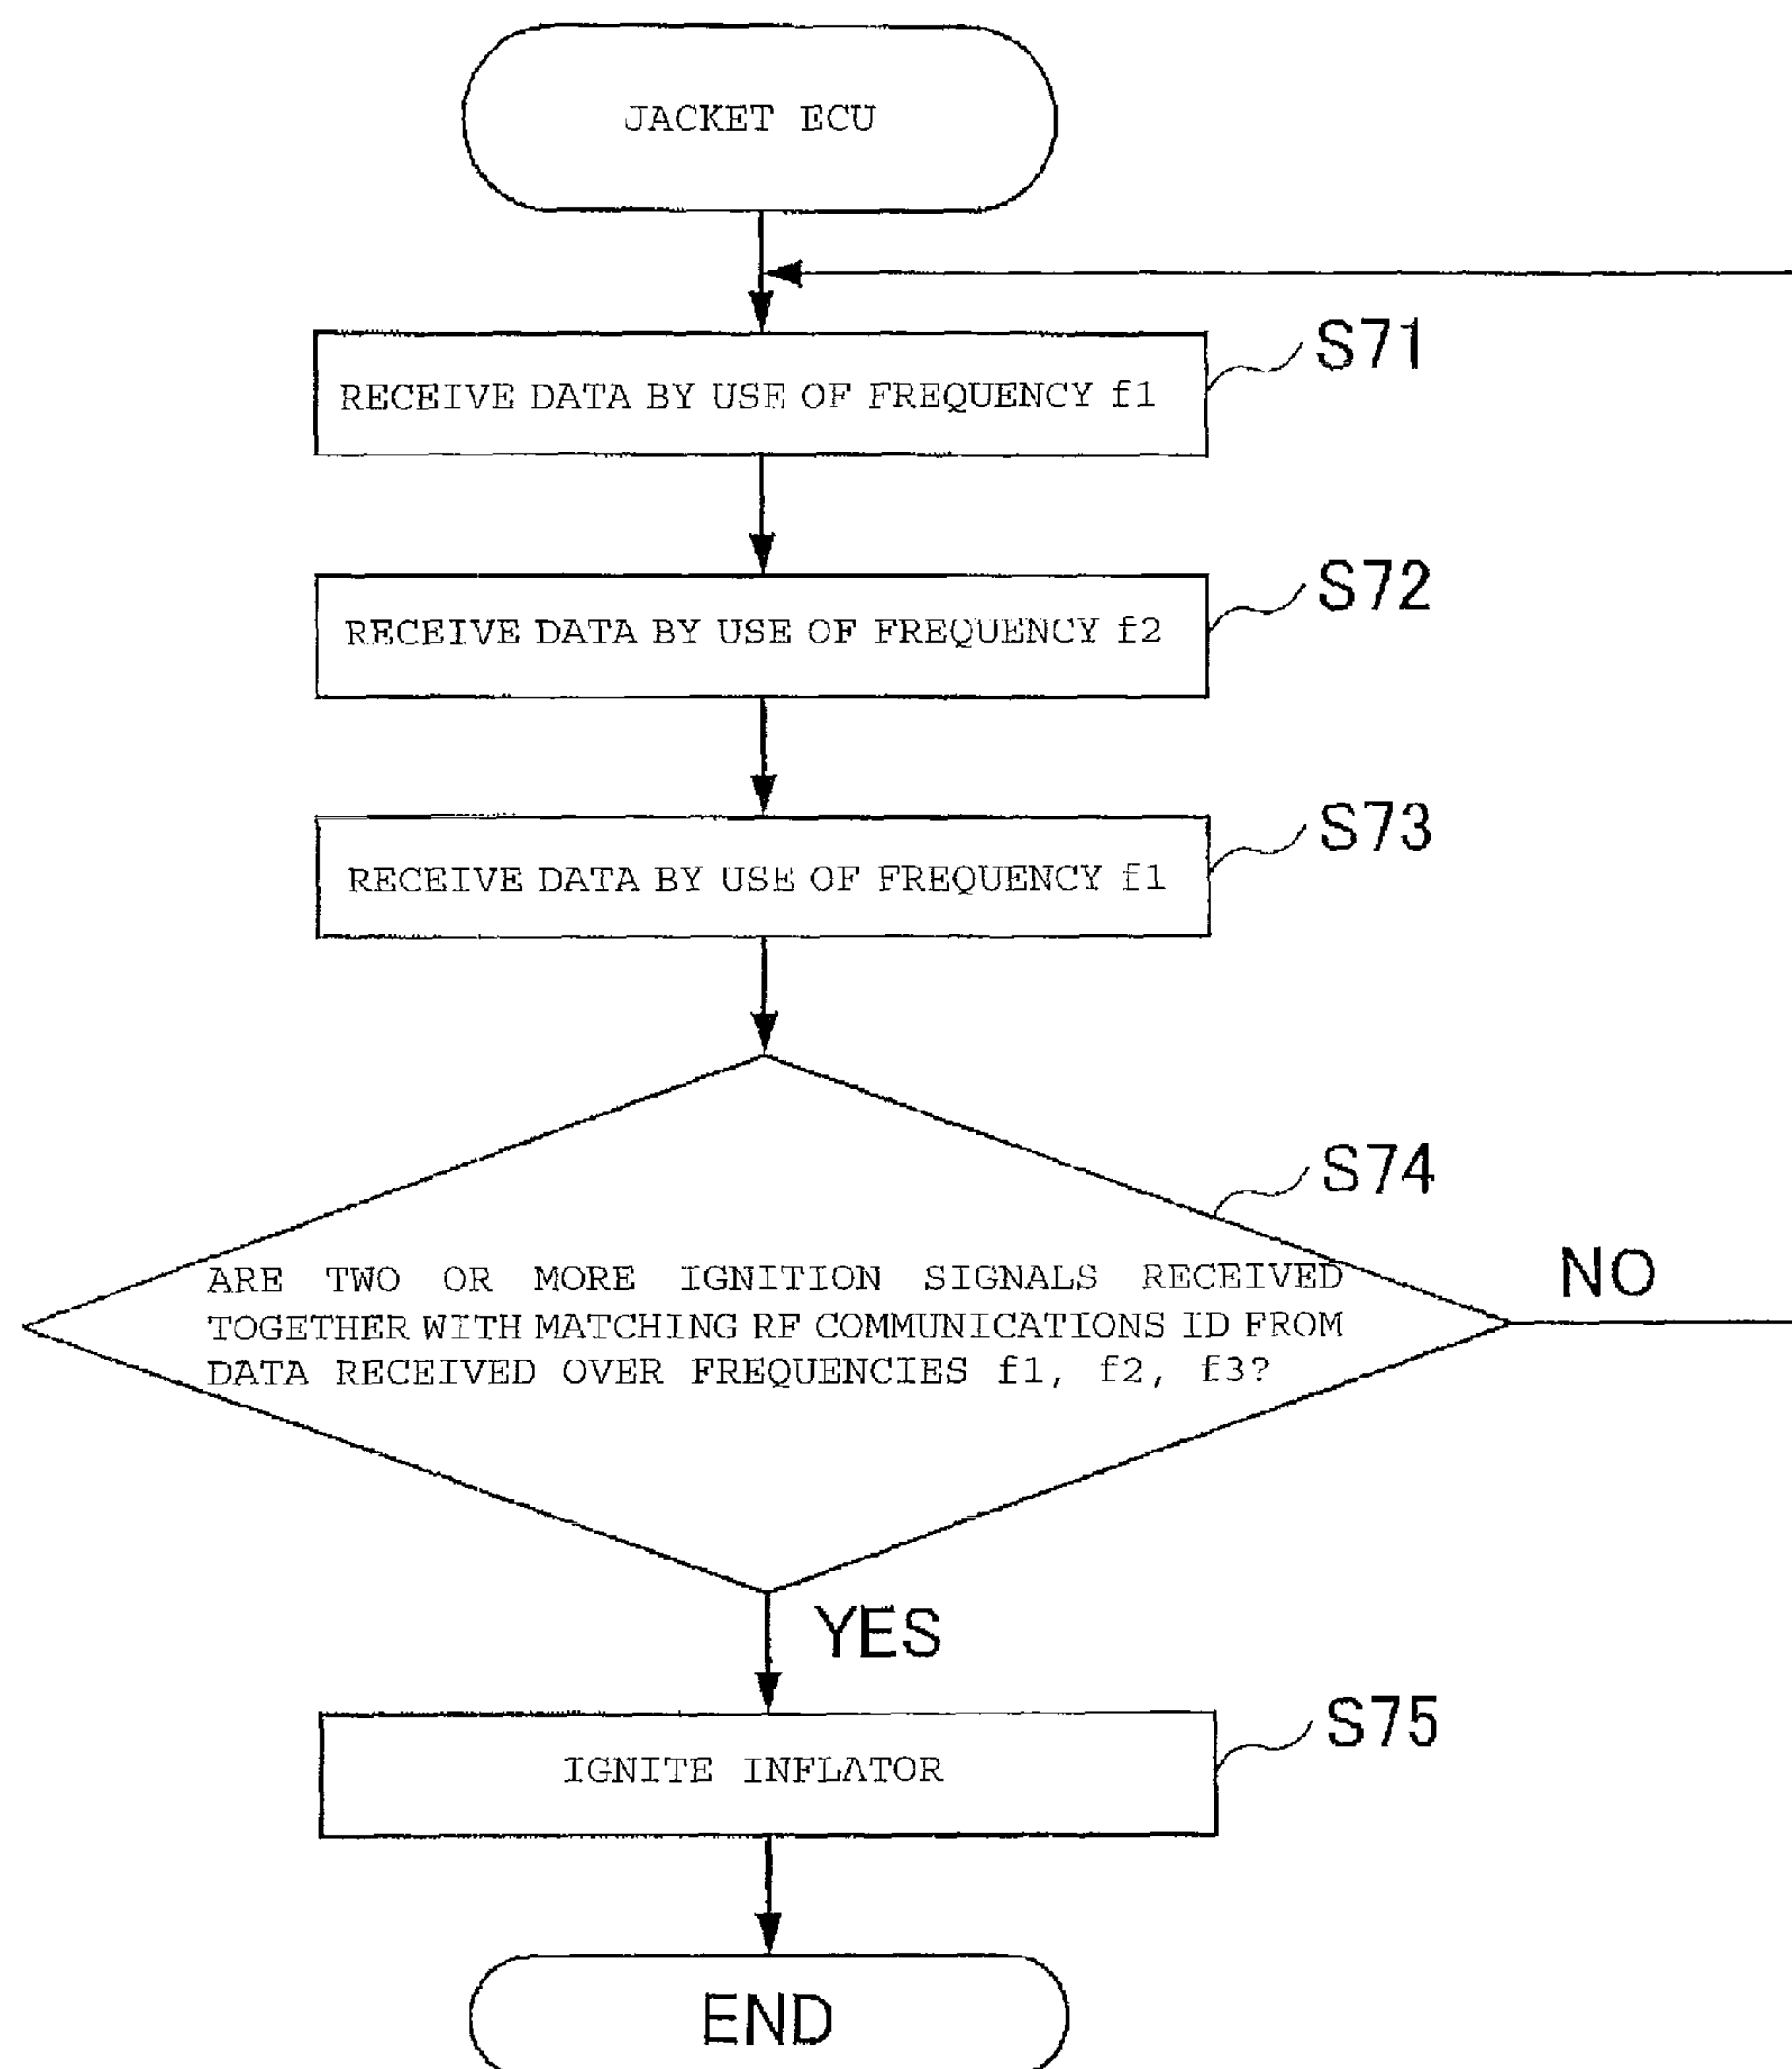 JACKET ECU
S71
RECEIVE DATA BY USE OF FREQUENCY f1
S72
RECEIVE DATA BY USE OF FREQUENCY f2
S73
RECEIVE DATA BY USE OF FREQUENCY f1
S74
ARE TWO OR MORE IGNITION SIGNALS RECEIVED
TOGETHER WITH MATCHING RF COMMUNICATIONS ID FROM
DATA RECEIVED OVER FREQUENCIES f1, f2, f3?
NO
YES
S75
IGNITE INFLATOR
END